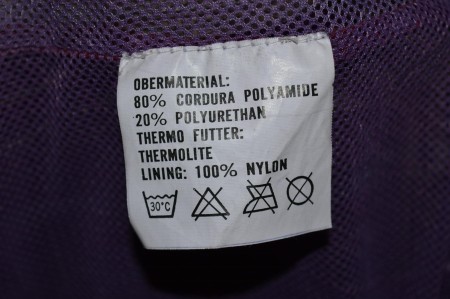 OBERMATERIAL:
80% CORDURA POLYAMIDE
20% POLYURETHAN
THERMO FUTTER:
THERMOLITE
LINING: 100% NYLON
30°C